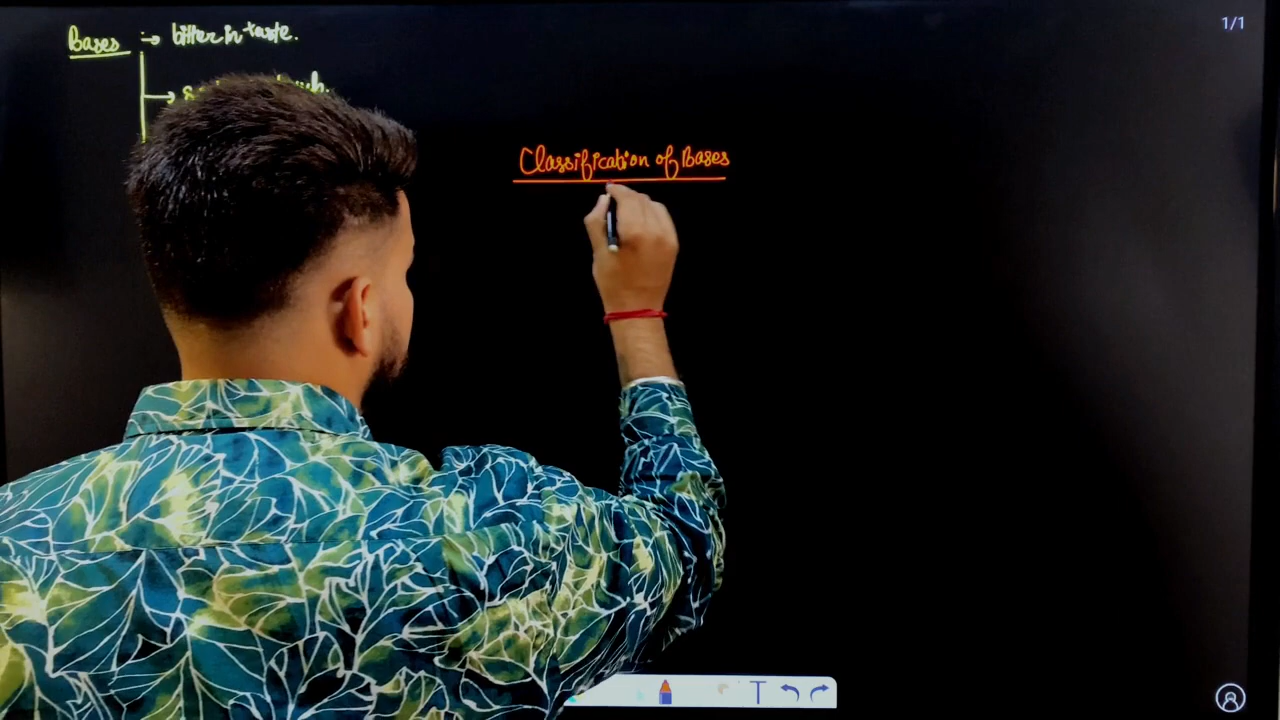 Bases → bitter in taste.
→
Classification of Bases
1/1
T